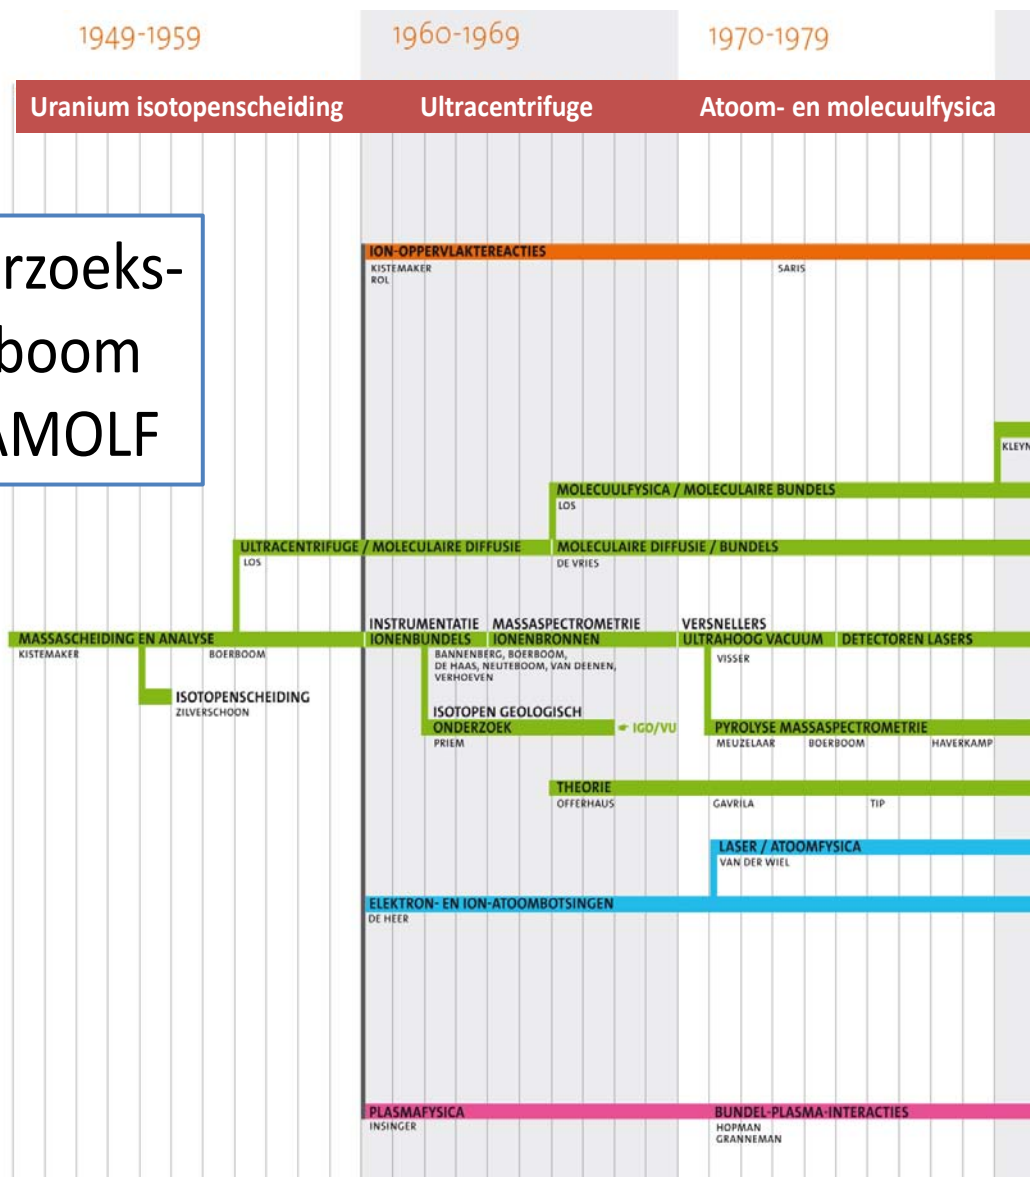 1949-1959
1960-1969
1970-1979
Uranium isotopenscheiding
Ultracentrifuge
Atoom- en molecuulfysica
rzoeks-
boom
AMOLF
ION-OPPERVLAKTEREACTIES
KISTEMAKER
ROL
SARIS
KLEYN
MOLECUULFYSICA / MOLECULAIRE BUNDELS
LOS
ULTRACENTRIFUGE / MOLECULAIRE DIFFUSIE
MOLECULAIRE DIFFUSIE / BUNDELS
LOS
DE VRIES
INSTRUMENTATIE
MASSASPECTROMETRIE
VERSNELLERS
MASSASCHEIDING EN ANALYSE
IONENBUNDELS
IONENBRONNEN
ULTRAHOOG VACUUM
DETECTOREN LASERS
KISTEMAKER
BOERBOOM
BANNENBERG, BOERBOOM,
DE HAAS, NEUTEBOOM, VAN DEENEN,
VERHOEVEN
VISSER
ISOTOPENSCHEIDING
ZILVERSCHOON
ISOTOPEN GEOLOGISCH
ONDERZOEK
☛ IGO/VU
PRIEM
PYROLYSE MASSASPECTROMETRIE
MEUZELAAR
BOERBOOM
HAVERKAMP
THEORIE
OFFERHAUS
GAVRILA
TIP
LASER / ATOOMFYSICA
VAN DER WIEL
ELEKTRON- EN ION-ATOOMBOTSINGEN
DE HEER
PLASMAFYSICA
INSINGER
BUNDEL-PLASMA-INTERACTIES
HOPMAN
GRANNEMAN